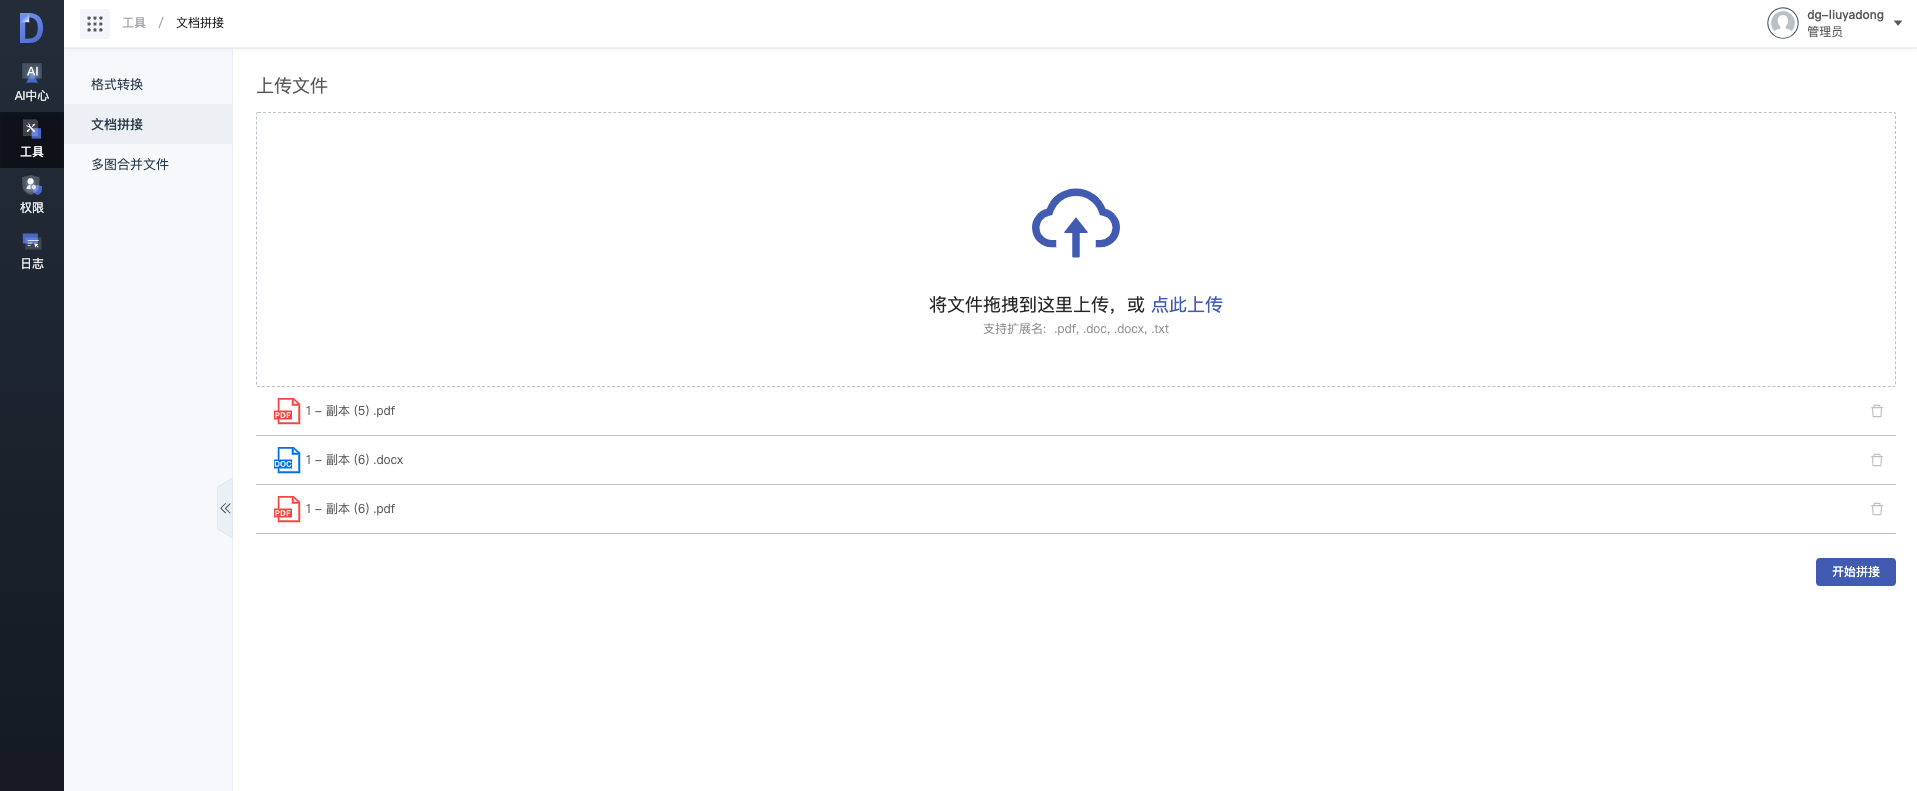 工具 / 文档拼接
dg-liuyadong
管理员
AI
AI中心
工具
权限
日志
格式转换
文档拼接
多图合并文件
上传文件
将文件拖拽到这里上传，或 点此上传
支持扩展名: .pdf, .doc, .docx, .txt
PDF 1 - 副本 (5) .pdf
DOC 1 - 副本 (6) .docx
PDF 1 - 副本 (6) .pdf
开始拼接